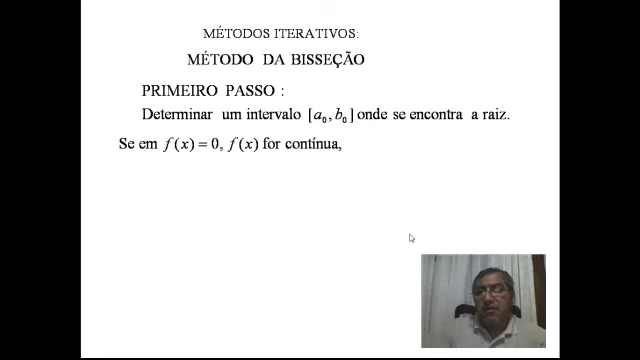 MÉTODOS ITERATIVOS:
MÉTODO DA BISSEÇÃO
PRIMEIRO PASSO :
Determinar um intervalo [a₀, b₀] onde se encontra a raiz.
Se em f(x) = 0, f(x) for contínua,